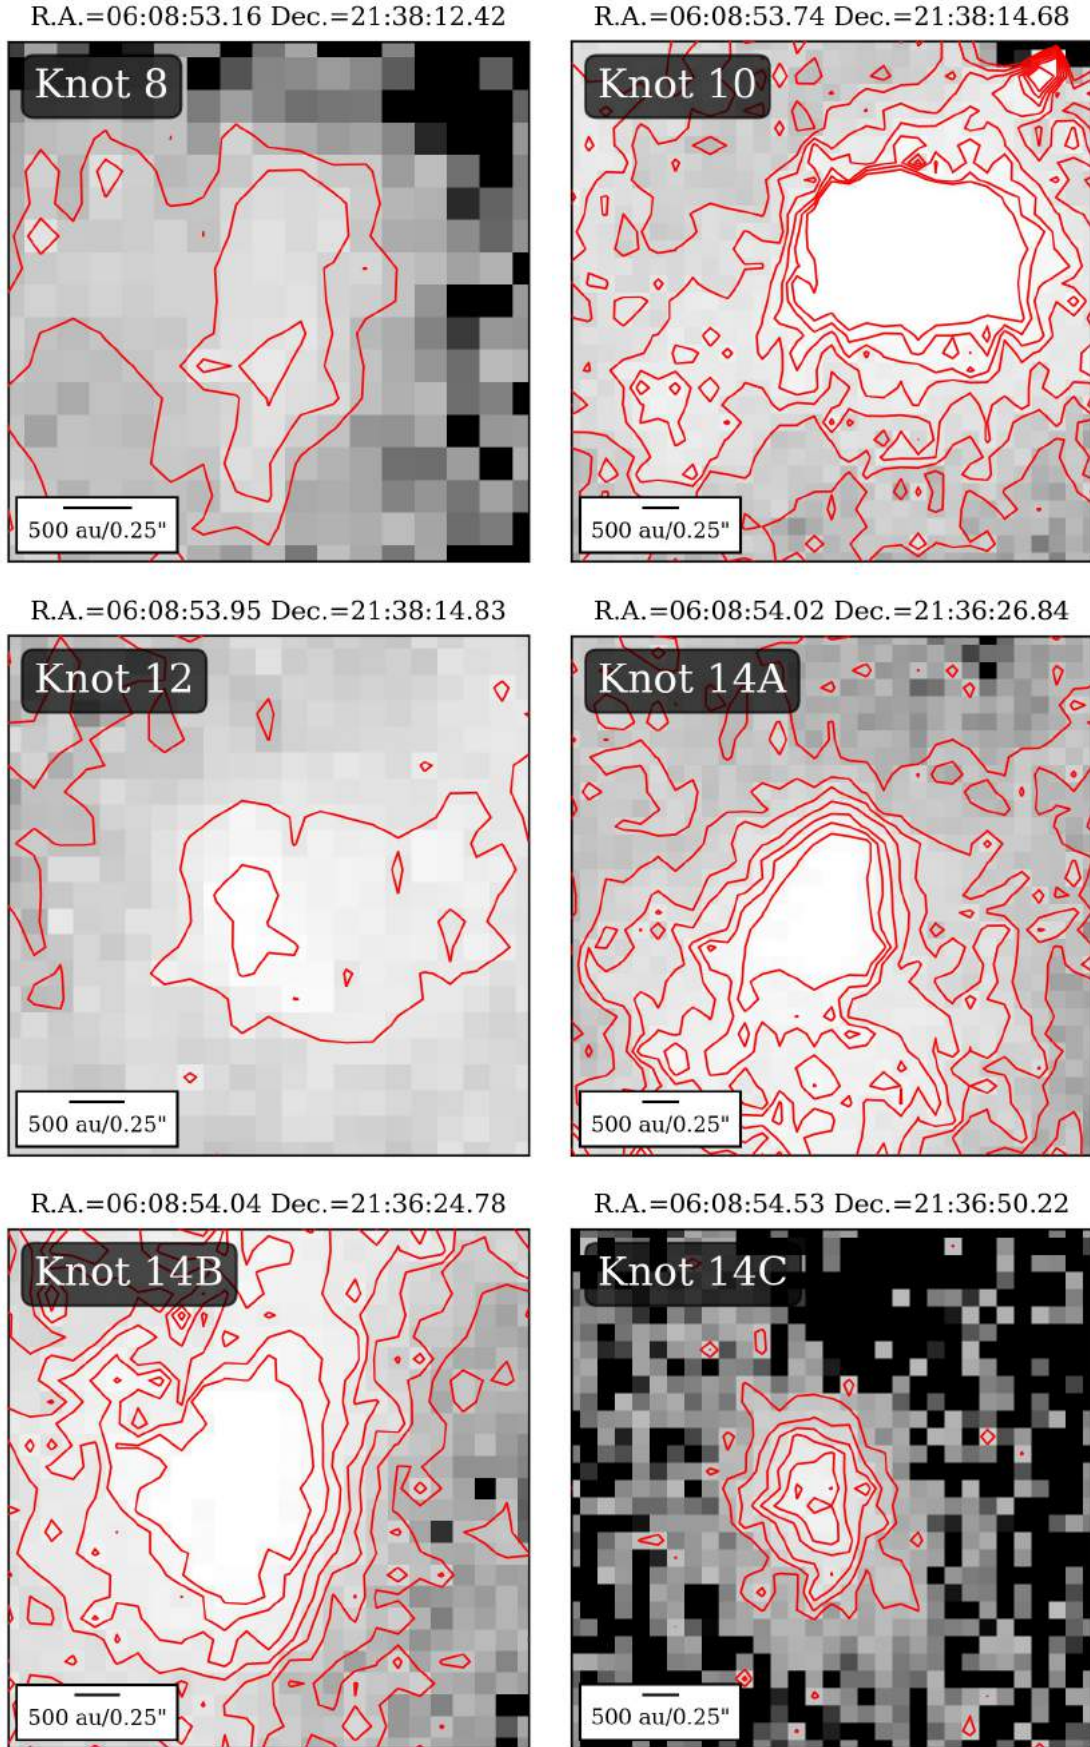 R.A.=06:08:53.16 Dec.=21:38:12.42
Knot 8
500 au/0.25"
R.A.=06:08:53.74 Dec.=21:38:14.68
Knot 10
500 au/0.25"
R.A.=06:08:53.95 Dec.=21:38:14.83
Knot 12
500 au/0.25"
R.A.=06:08:54.02 Dec.=21:36:26.84
Knot 14A
500 au/0.25"
R.A.=06:08:54.04 Dec.=21:36:24.78
Knot 14B
500 au/0.25"
R.A.=06:08:54.53 Dec.=21:36:50.22
Knot 14C
500 au/0.25"